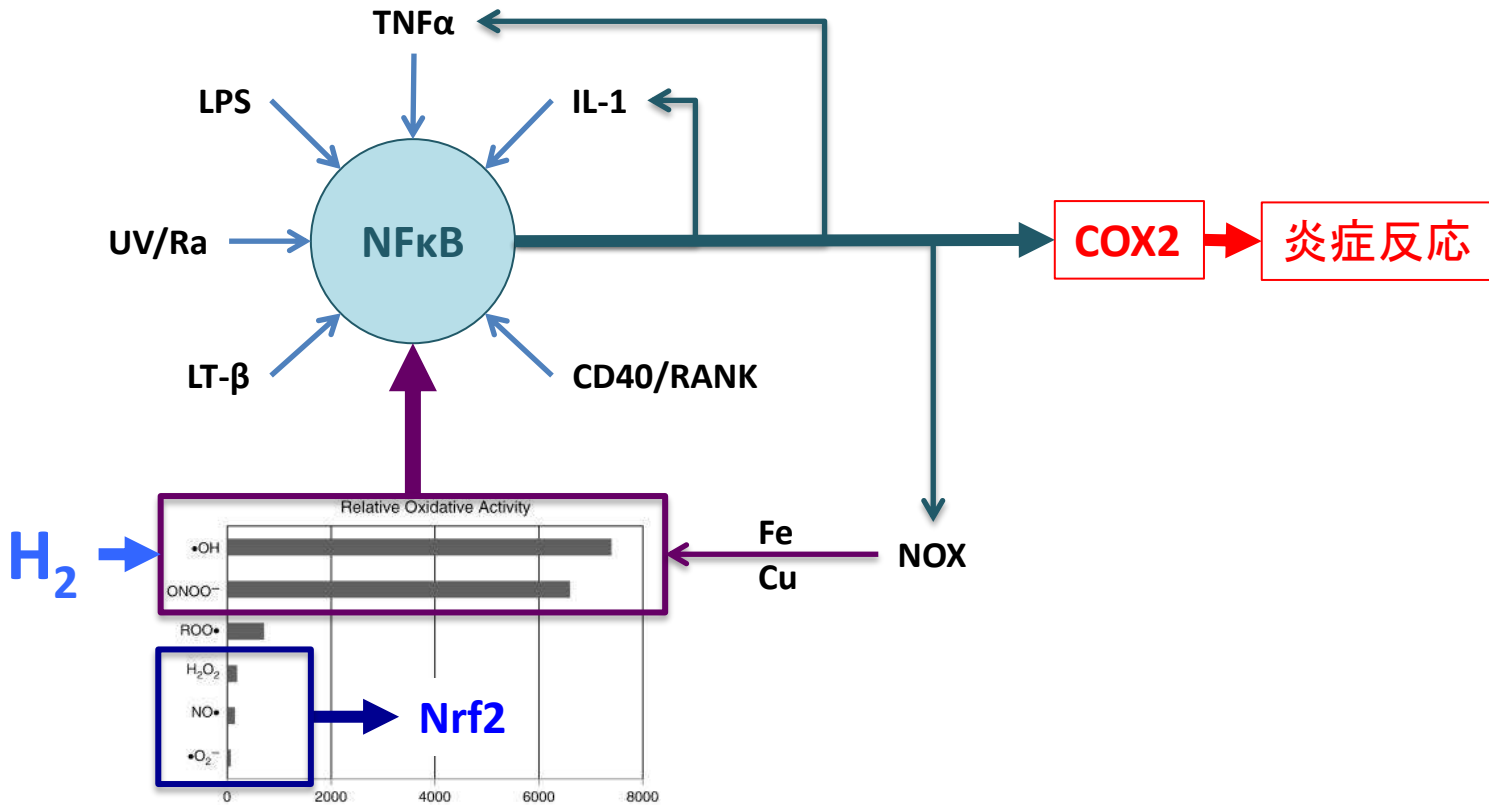 TNFα
LPS
IL-1
UV/Ra
NFκB
COX2
炎症反応
LT-β
CD40/RANK
Relative Oxidative Activity
H₂
•OH
ONOO⁻
ROO•
H₂O₂
NO•
•O₂⁻
Fe
Cu
NOX
Nrf2
0 2000 4000 6000 8000